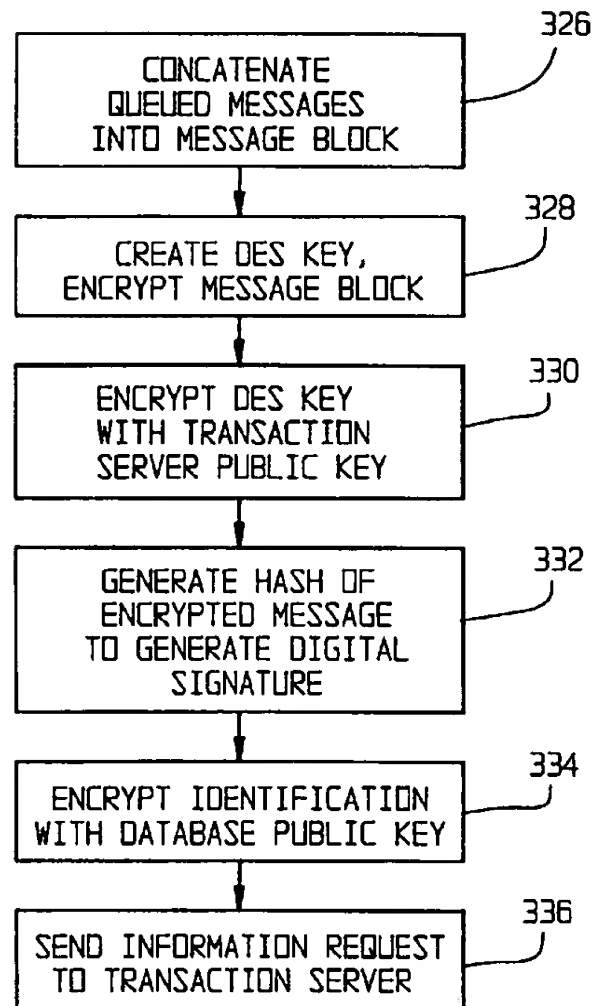 326
CONCATENATE
QUEUED MESSAGES
INTO MESSAGE BLOCK
328
CREATE DES KEY,
ENCRYPT MESSAGE BLOCK
330
ENCRYPT DES KEY
WITH TRANSACTION
SERVER PUBLIC KEY
332
GENERATE HASH OF
ENCRYPTED MESSAGE
TO GENERATE DIGITAL
SIGNATURE
334
ENCRYPT IDENTIFICATION
WITH DATABASE PUBLIC KEY
336
SEND INFORMATION REQUEST
TO TRANSACTION SERVER